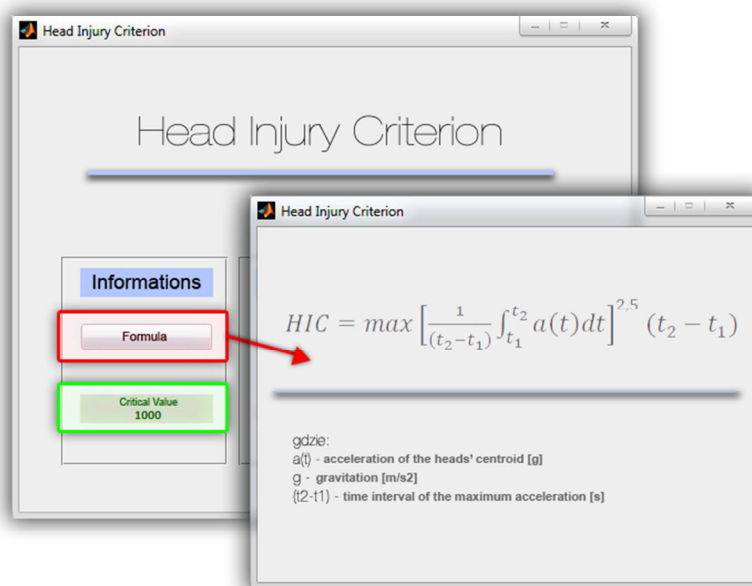 Head Injury Criterion
Head Injury Criterion
Informations
Formula
Critical Value
1000
Head Injury Criterion
HIC = max [1/(t₂−t₁) ∫ₜ₁ᵗ² a(t)dt]^2,5 (t₂ − t₁)
gdzie:
a(t) - acceleration of the heads' centroid [g]
g - gravitation [m/s2]
(t2-t1) - time interval of the maximum acceleration [s]